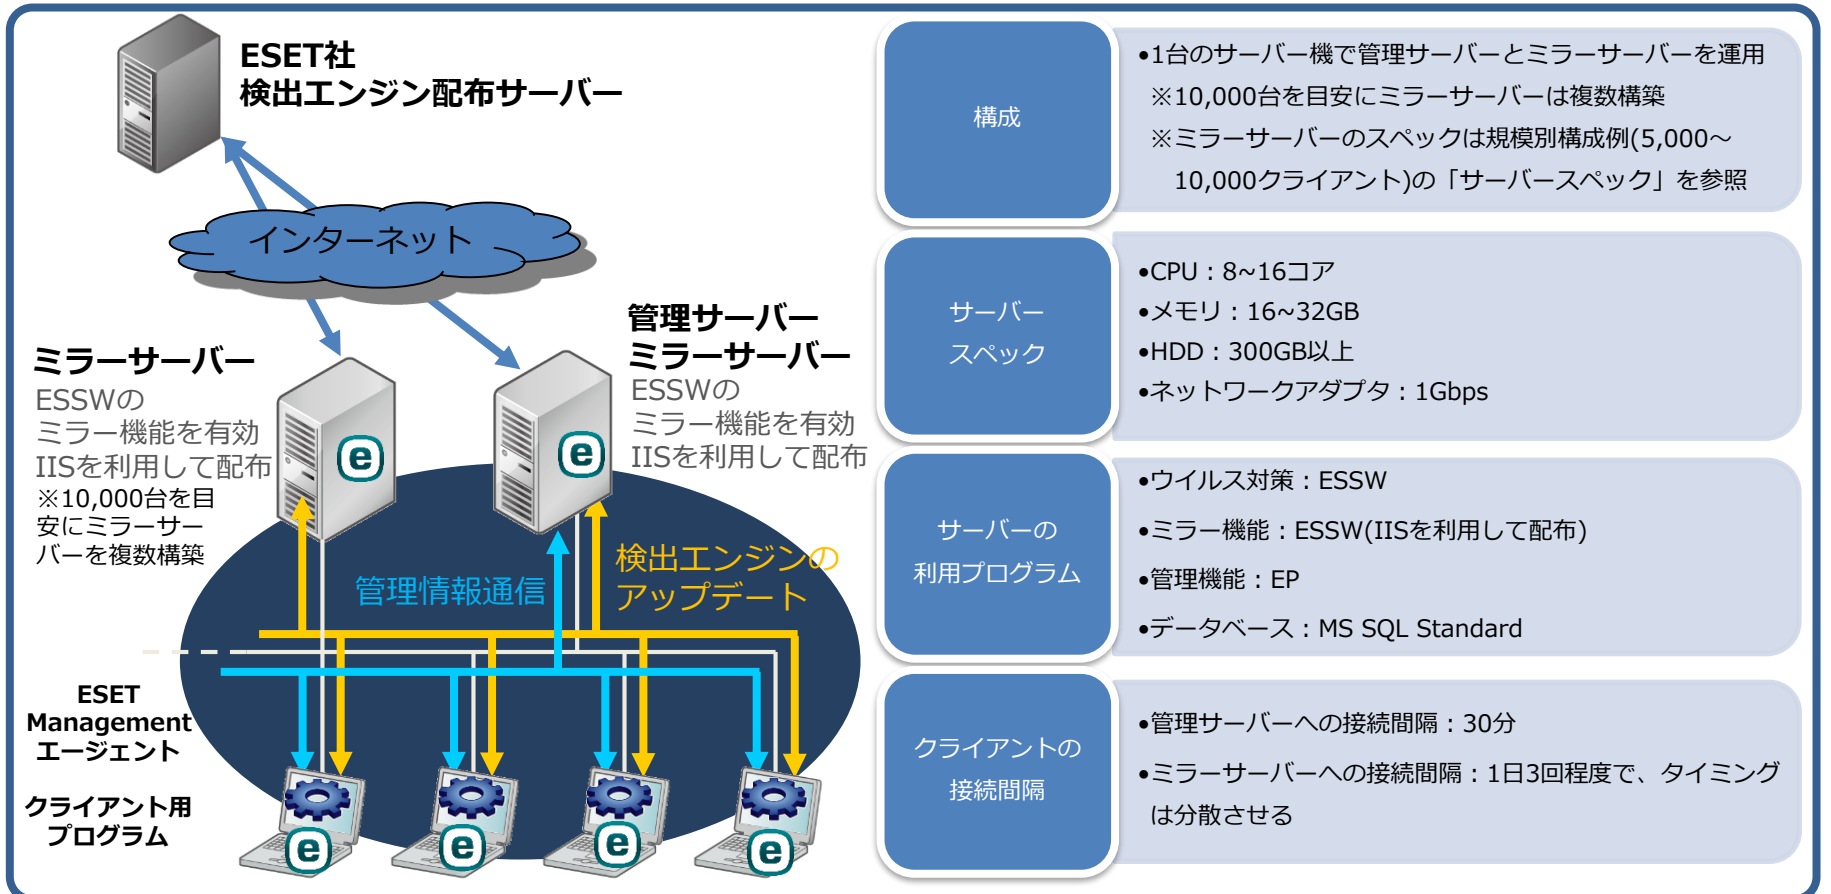 ESET社
検出エンジン配布サーバー
インターネット
ミラーサーバー
ESSWの
ミラー機能を有効
IISを利用して配布
※10,000台を目
安にミラーサー
バーを複数構築
管理サーバー
ミラーサーバー
ESSWの
ミラー機能を有効
IISを利用して配布
管理情報通信
検出エンジンの
アップデート
ESET
Management
エージェント
クライアント用
プログラム
e
e
e
e
e
e
構成
•1台のサーバー機で管理サーバーとミラーサーバーを運用
※10,000台を目安にミラーサーバーは複数構築
※ミラーサーバーのスペックは規模別構成例(5,000～
10,000クライアント)の「サーバースペック」を参照
サーバー
スペック
•CPU：8~16コア
•メモリ：16~32GB
•HDD：300GB以上
•ネットワークアダプタ：1Gbps
サーバーの
利用プログラム
•ウイルス対策：ESSW
•ミラー機能：ESSW(IISを利用して配布)
•管理機能：EP
•データベース：MS SQL Standard
クライアントの
接続間隔
•管理サーバーへの接続間隔：30分
•ミラーサーバーへの接続間隔：1日3回程度で、タイミング
は分散させる